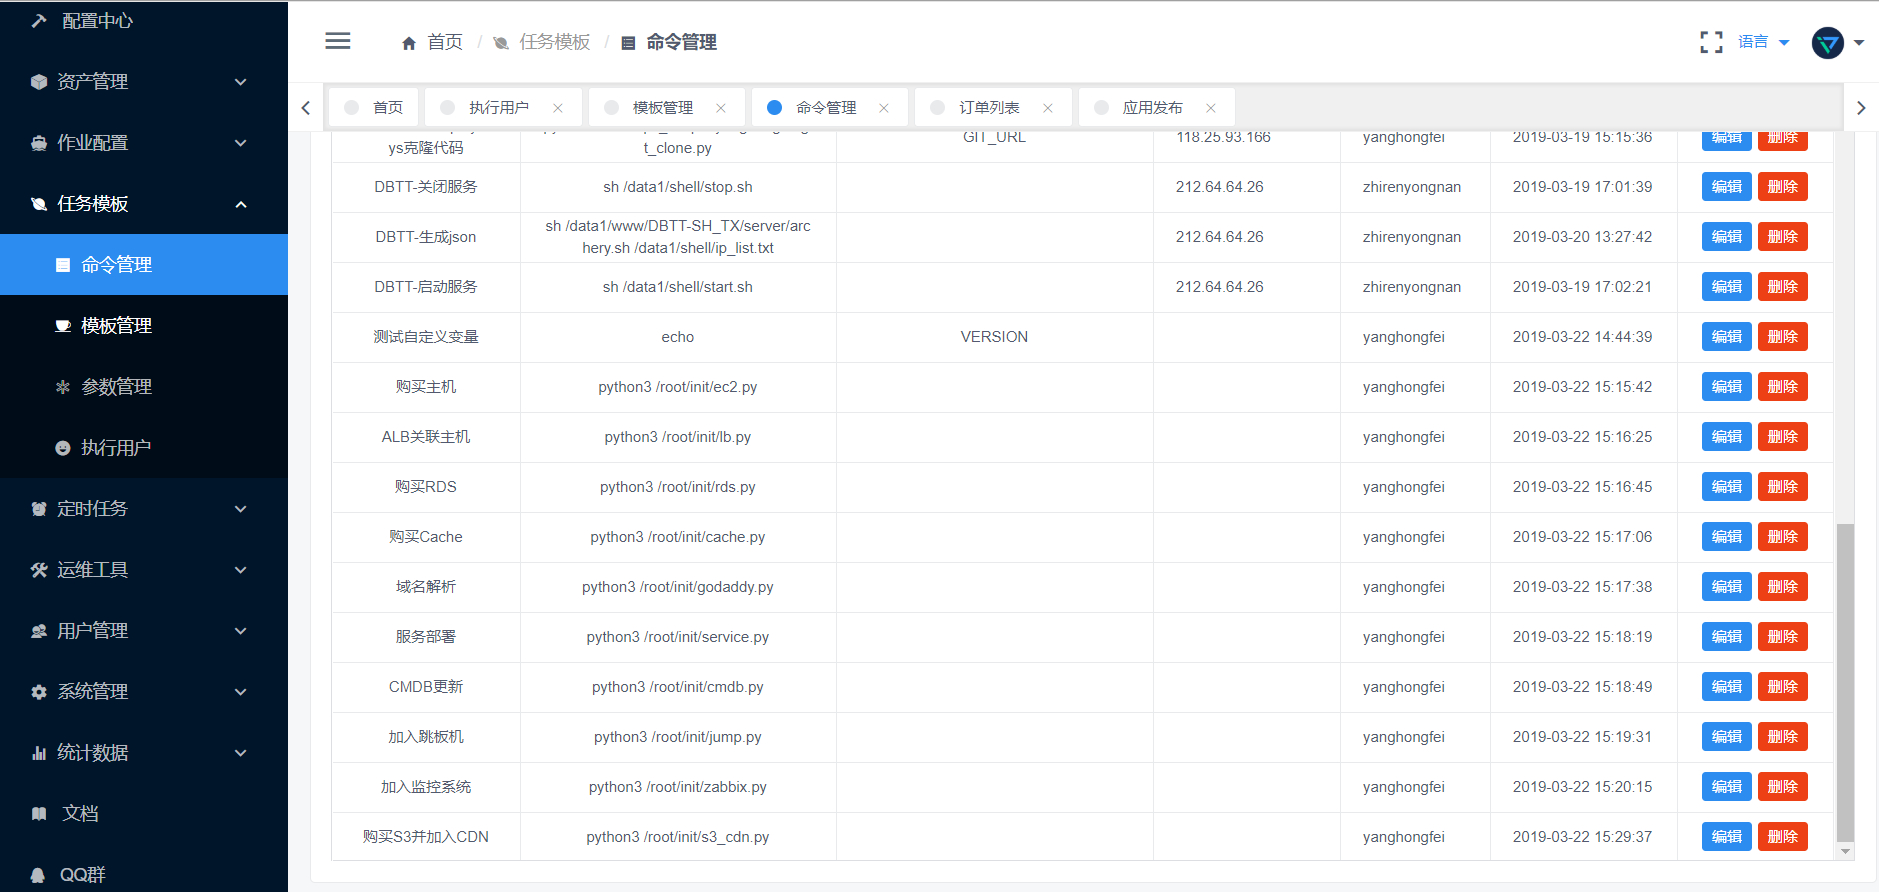 配置中心
资产管理
作业配置
任务模板
命令管理
模板管理
参数管理
执行用户
定时任务
运维工具
用户管理
系统管理
统计数据
文档
QQ群
首页 / 任务模板 / 命令管理
语言
首页 执行用户 模板管理 命令管理 订单列表 应用发布
GIT_URL 118.25.93.166 yanghongfei 2019-03-19 15:15:36 编辑 删除
ys克隆代码 t_clone.py
DBTT-关闭服务 sh /data1/shell/stop.sh 212.64.64.26 zhirenyongnan 2019-03-19 17:01:39 编辑 删除
DBTT-生成json sh /data1/www/DBTT-SH_TX/server/arc
hery.sh /data1/shell/ip_list.txt 212.64.64.26 zhirenyongnan 2019-03-20 13:27:42 编辑 删除
DBTT-启动服务 sh /data1/shell/start.sh 212.64.64.26 zhirenyongnan 2019-03-19 17:02:21 编辑 删除
测试自定义变量 echo VERSION yanghongfei 2019-03-22 14:44:39 编辑 删除
购买主机 python3 /root/init/ec2.py yanghongfei 2019-03-22 15:15:42 编辑 删除
ALB关联主机 python3 /root/init/lb.py yanghongfei 2019-03-22 15:16:25 编辑 删除
购买RDS python3 /root/init/rds.py yanghongfei 2019-03-22 15:16:45 编辑 删除
购买Cache python3 /root/init/cache.py yanghongfei 2019-03-22 15:17:06 编辑 删除
域名解析 python3 /root/init/godaddy.py yanghongfei 2019-03-22 15:17:38 编辑 删除
服务部署 python3 /root/init/service.py yanghongfei 2019-03-22 15:18:19 编辑 删除
CMDB更新 python3 /root/init/cmdb.py yanghongfei 2019-03-22 15:18:49 编辑 删除
加入跳板机 python3 /root/init/jump.py yanghongfei 2019-03-22 15:19:31 编辑 删除
加入监控系统 python3 /root/init/zabbix.py yanghongfei 2019-03-22 15:20:15 编辑 删除
购买S3并加入CDN python3 /root/init/s3_cdn.py yanghongfei 2019-03-22 15:29:37 编辑 删除